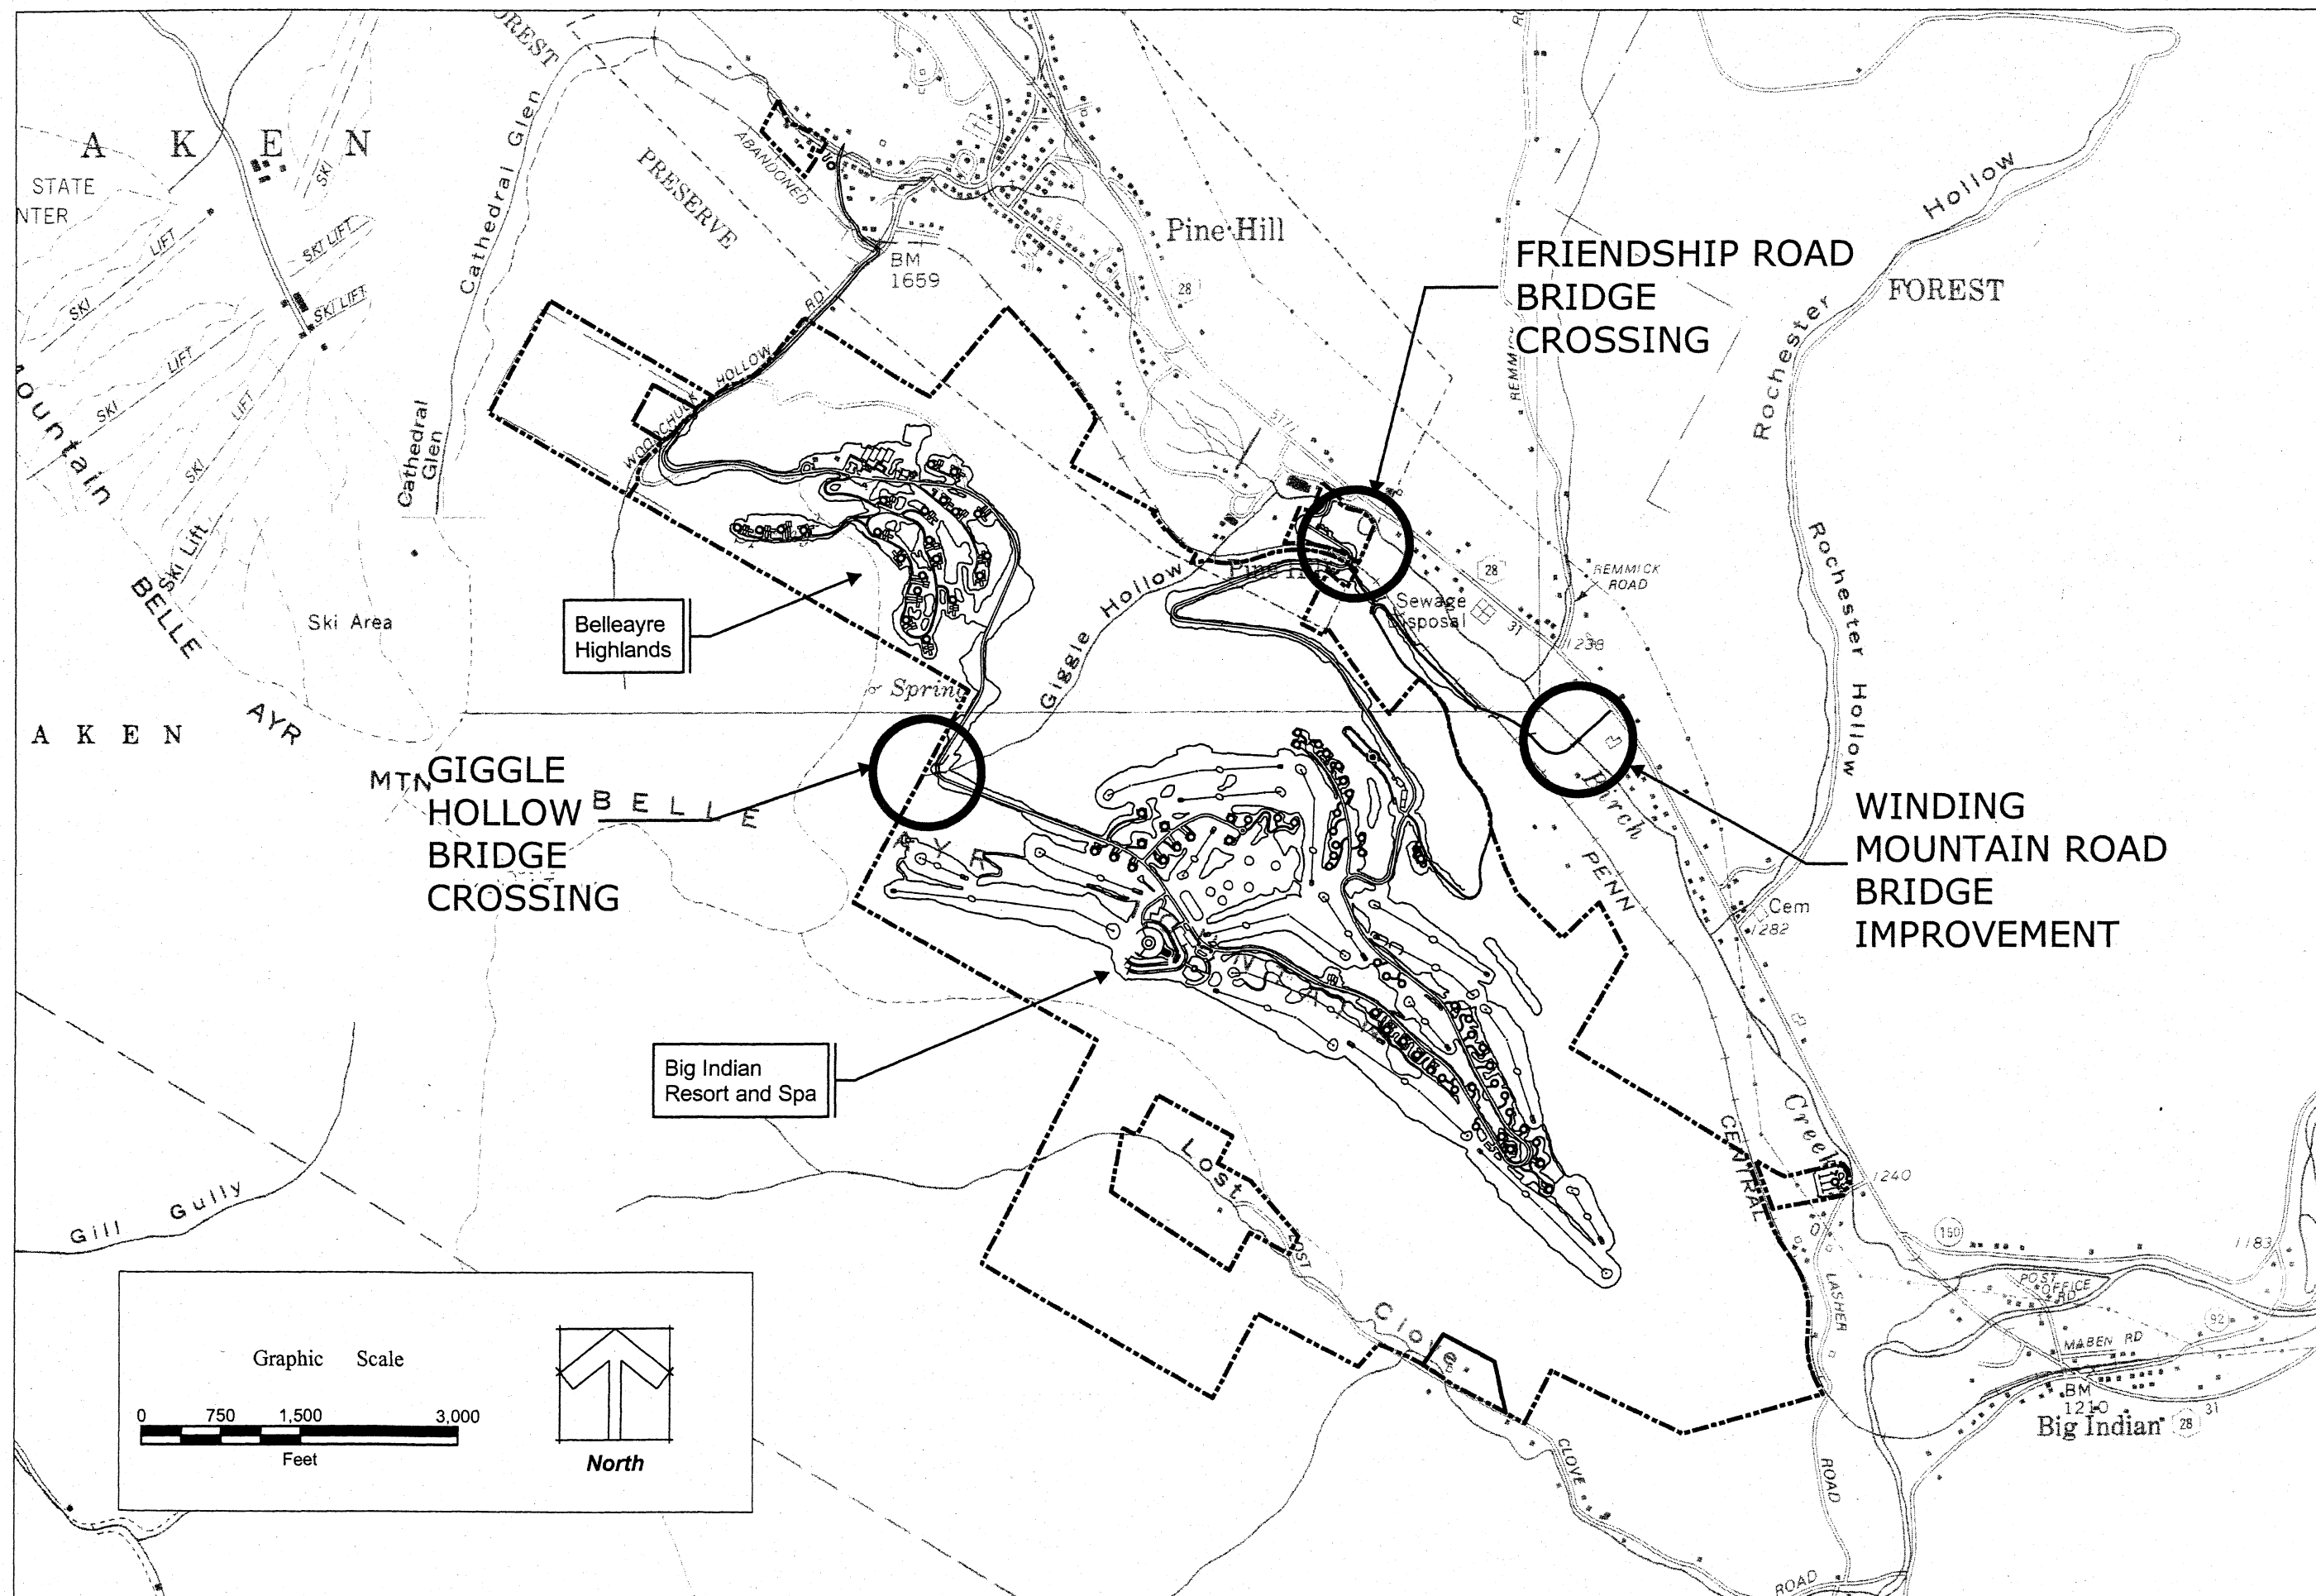 OREST
A K E N
STATE
NTER
SKI
LIFT
SKI LIFT
SKI
SKI LIFT
LIFT
SKI
LIFT
SKI
Ski Lift
ountain
BELLE
AYR
MTN
Ski Area
A K E N
Cathedral Glen
Cathedral
Glen
PRESERVE
ABANDONED
BM
1659
WOODCHUCK HOLLOW RD
Pine Hill
28
FRIENDSHIP ROAD
BRIDGE
CROSSING
Hollow
Rochester
FOREST
Rochester Hollow
Giggle Hollow
Sewage
Disposal
28
REMMICK
ROAD
31
1238
Belleayre
Highlands
Spring
GIGGLE
HOLLOW
BRIDGE
CROSSING
BELLE
AYR
WINDING
MOUNTAIN ROAD
BRIDGE
IMPROVEMENT
Birch
Creek
PENN
CENTRAL
Cem
1282
Big Indian
Resort and Spa
Lost
Clove
LOST
CLOVE
ROAD
Gill Gully
1240
LASHER
ROAD
160
1183
POST
OFFICE
RD
92
MABEN RD
BM
1210
31
Big Indian
28
Graphic Scale
0 750 1,500 3,000
Feet
North